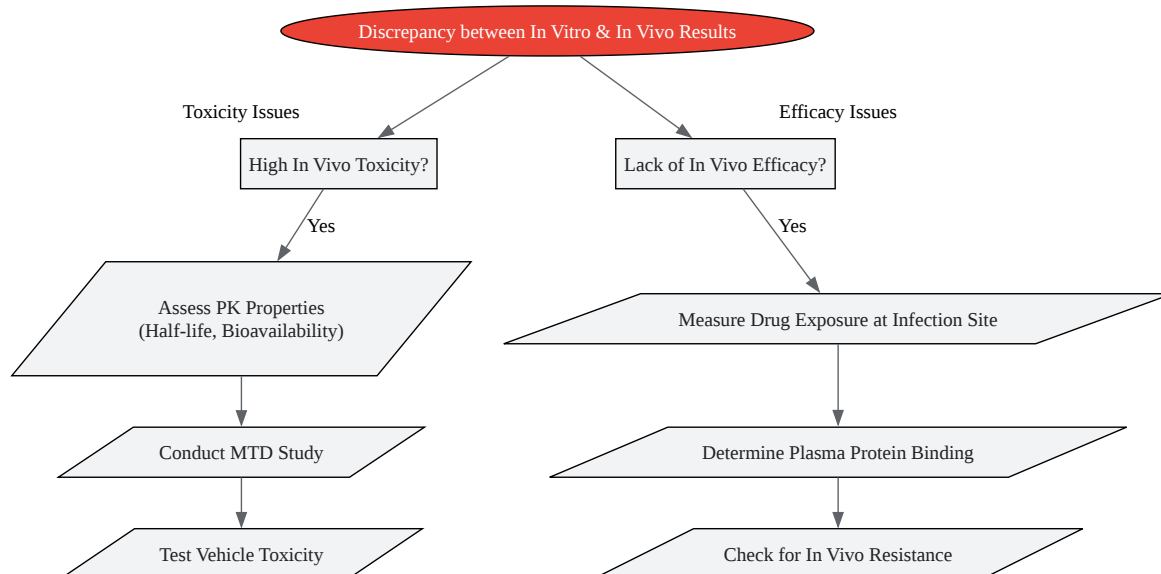 Discrepancy between In Vitro & In Vivo Results
Toxicity Issues
Efficacy Issues
High In Vivo Toxicity?
Lack of In Vivo Efficacy?
Yes
Yes
Assess PK Properties
(Half-life, Bioavailability)
Measure Drug Exposure at Infection Site
Conduct MTD Study
Determine Plasma Protein Binding
Test Vehicle Toxicity
Check for In Vivo Resistance